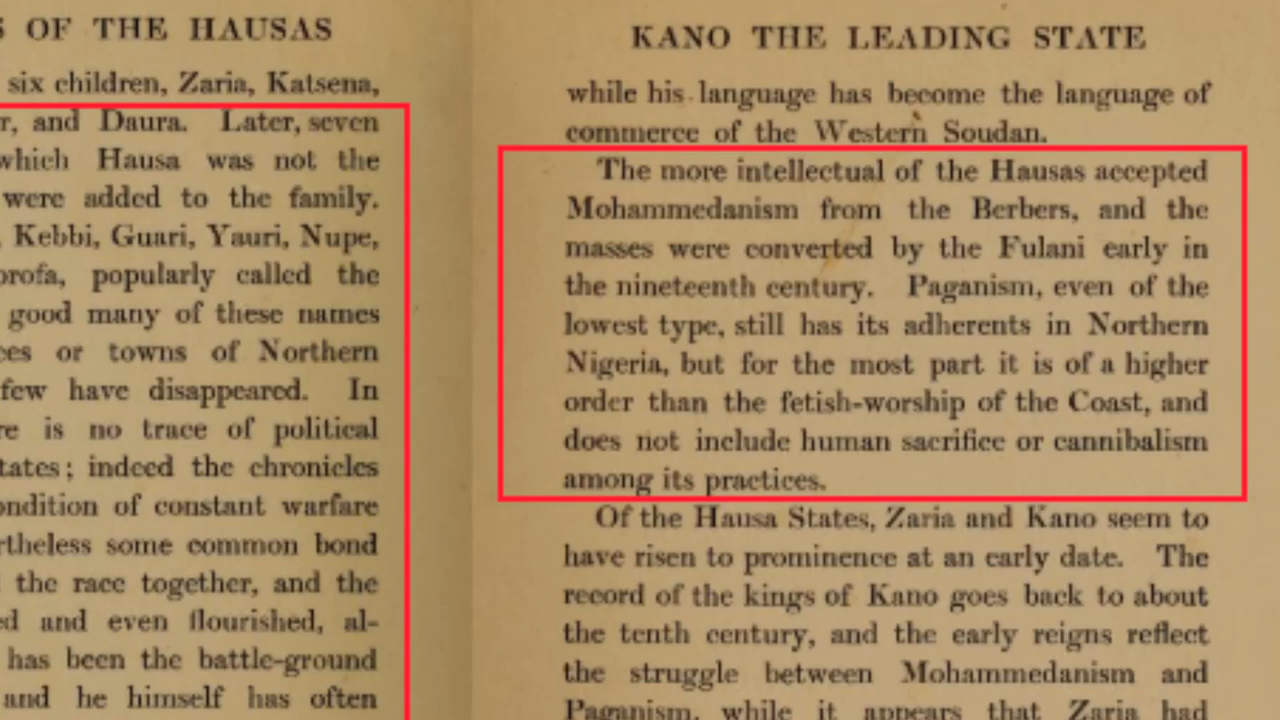 OF THE HAUSAS
six children, Zaria, Katsena,
and Daura. Later, seven
which Hausa was not the
were added to the family.
Kebbi, Guari, Yauri, Nupe,
popularly called the
good many of these names
or towns of Northern
few have disappeared. In
is no trace of political
indeed the chronicles
of constant warfare
some common bond
the race together, and the
and even flourished, al-
has been the battle-ground
and he himself has often
KANO THE LEADING STATE
while his language has become the language of
commerce of the Western Soudan.
The more intellectual of the Hausas accepted
Mohammedanism from the Berbers, and the
masses were converted by the Fulani early in
the nineteenth century. Paganism, even of the
lowest type, still has its adherents in Northern
Nigeria, but for the most part it is of a higher
order than the fetish-worship of the Coast, and
does not include human sacrifice or cannibalism
among its practices.
Of the Hausa States, Zaria and Kano seem to
have risen to prominence at an early date. The
record of the kings of Kano goes back to about
the tenth century, and the early reigns reflect
the struggle between Mohammedanism and
Paganism, while it appears that Zaria had